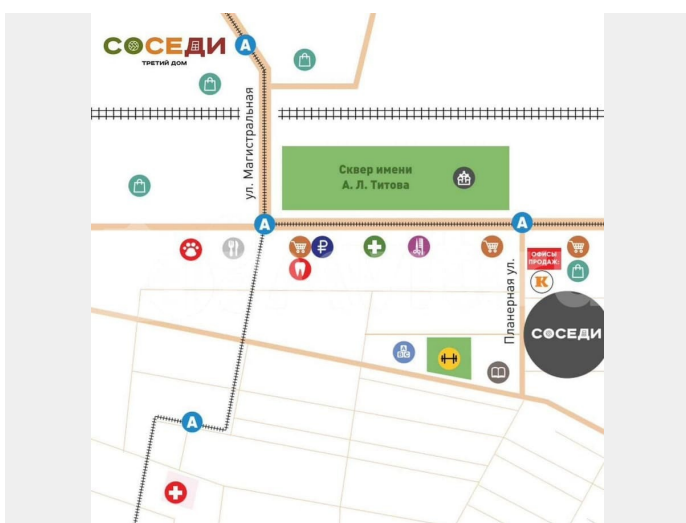 СОСЕДИ
ТРЕТИЙ ДОМ
А
ул. Магистральная
Сквер имени
А. Л. Титова
А
А
₽
ОФИСЫ
ПРОДАЖ:
К
Планерная ул.
СОСЕДИ
А